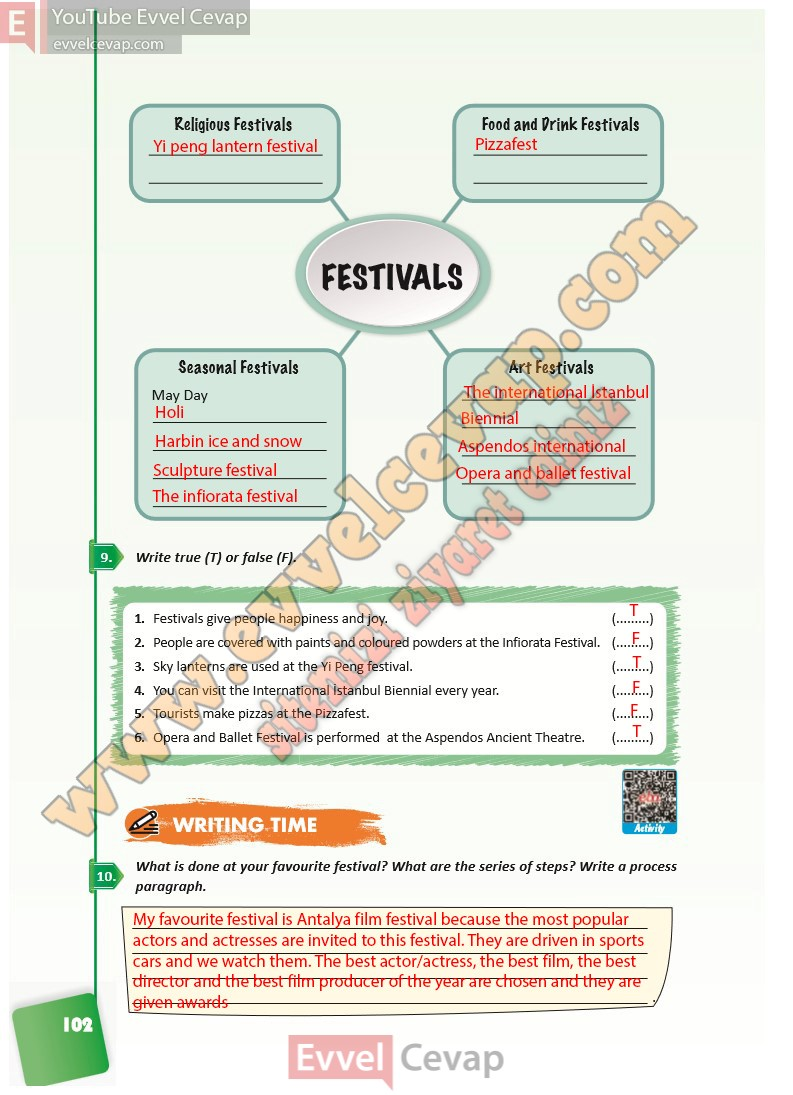 E YouTube Evvel Cevap
evvelcevap.com
Religious Festivals
Yi peng lantern festival
Food and Drink Festivals
Pizzafest
FESTIVALS
Seasonal Festivals
May Day
Holi
Harbin ice and snow
Sculpture festival
The infiorata festival
Art Festivals
The international İstanbul
Biennial
Aspendos international
Opera and ballet festival
www.evvelcevap.com
sitemizi ziyaret ediniz
9. Write true (T) or false (F).
1. Festivals give people happiness and joy. (....T.....)
2. People are covered with paints and coloured powders at the Infiorata Festival. (....F.....)
3. Sky lanterns are used at the Yi Peng festival. (....T.....)
4. You can visit the International İstanbul Biennial every year. (....F.....)
5. Tourists make pizzas at the Pizzafest. (....F.....)
6. Opera and Ballet Festival is performed at the Aspendos Ancient Theatre. (....T.....)
Activity
WRITING TIME
10. What is done at your favourite festival? What are the series of steps? Write a process
paragraph.
My favourite festival is Antalya film festival because the most popular
actors and actresses are invited to this festival. They are driven in sports
cars and we watch them. The best actor/actress, the best film, the best
director and the best film producer of the year are chosen and they are
given awards .
102
Evvel Cevap